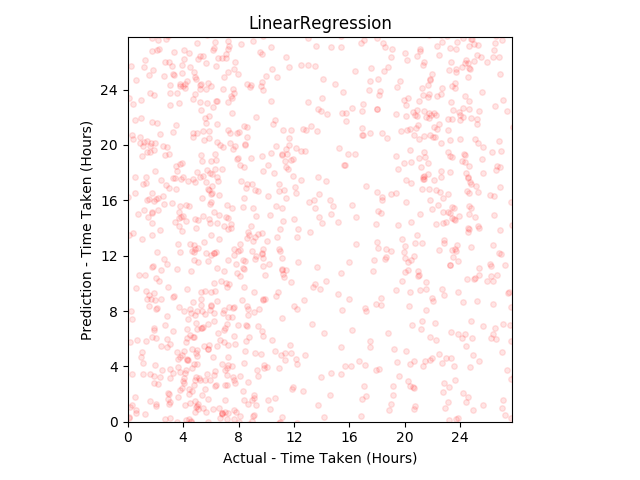 LinearRegression
Prediction - Time Taken (Hours)
24
20
16
12
8
4
0
0 4 8 12 16 20 24
Actual - Time Taken (Hours)